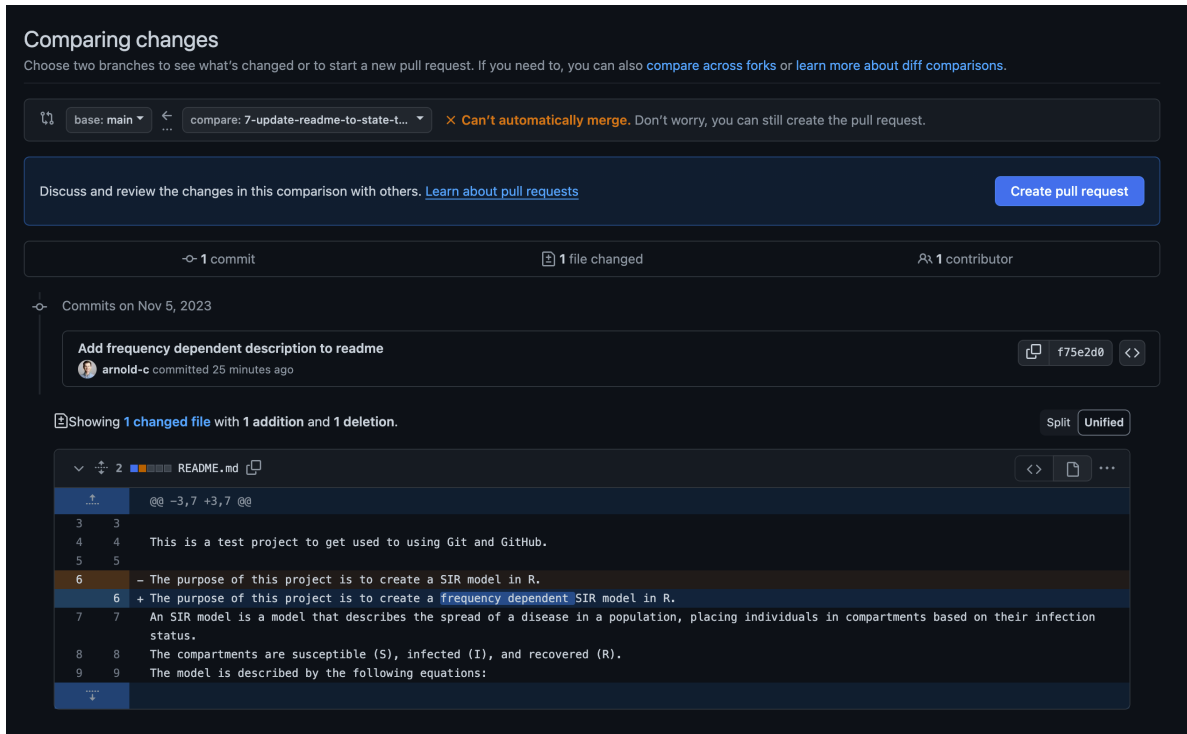 Comparing changes
Choose two branches to see what's changed or to start a new pull request. If you need to, you can also compare across forks or learn more about diff comparisons.
base: main
compare: 7-update-readme-to-state-t...
Can't automatically merge. Don't worry, you can still create the pull request.
Discuss and review the changes in this comparison with others. Learn about pull requests
Create pull request
1 commit
1 file changed
1 contributor
Commits on Nov 5, 2023
Add frequency dependent description to readme
f75e2d0
arnold-c committed 25 minutes ago
Showing 1 changed file with 1 addition and 1 deletion.
Split
Unified
2 README.md
@@ -3,7 +3,7 @@
3 3
4 4 This is a test project to get used to using Git and GitHub.
5 5
6 - The purpose of this project is to create a SIR model in R.
6 + The purpose of this project is to create a frequency dependent SIR model in R.
7 7 An SIR model is a model that describes the spread of a disease in a population, placing individuals in compartments based on their infection
status.
8 8 The compartments are susceptible (S), infected (I), and recovered (R).
9 9 The model is described by the following equations: